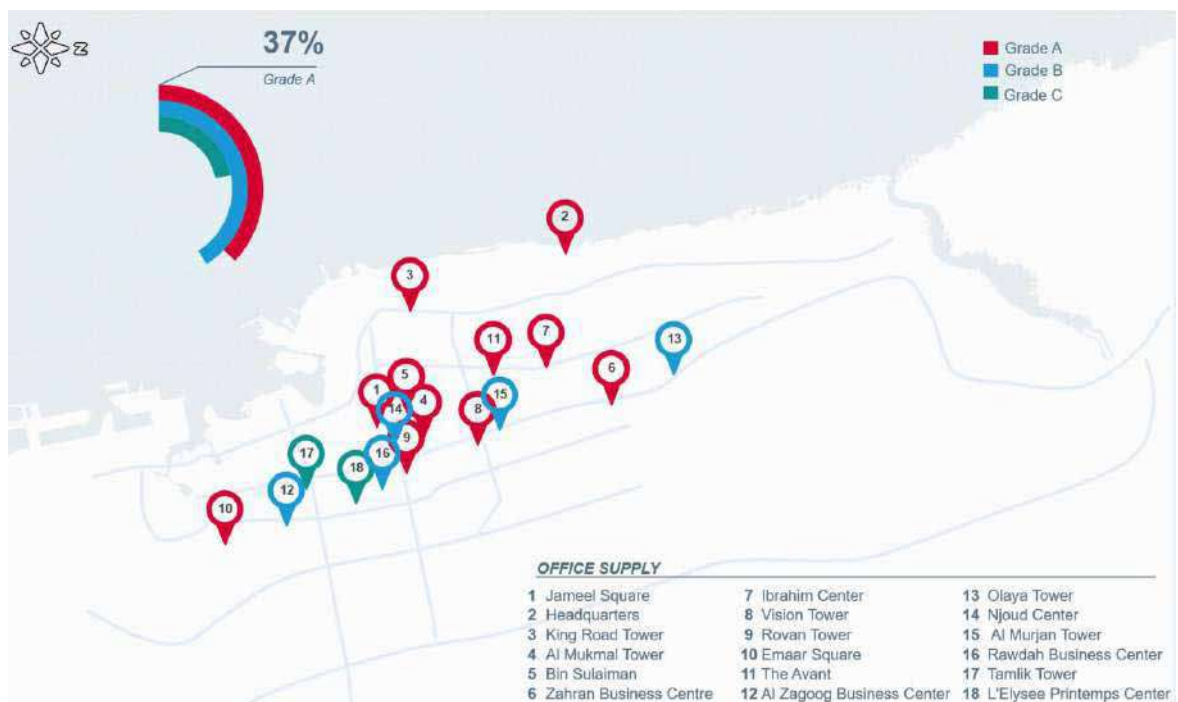 Z
37%
Grade A
Grade A
Grade B
Grade C
2
3
11
7
13
6
5
1
4
15
14
8
9
16
17
18
12
10
OFFICE SUPPLY
1 Jameel Square
2 Headquarters
3 King Road Tower
4 Al Mukmal Tower
5 Bin Sulaiman
6 Zahran Business Centre
7 Ibrahim Center
8 Vision Tower
9 Rovan Tower
10 Emaar Square
11 The Avant
12 Al Zagoog Business Center
13 Olaya Tower
14 Njoud Center
15 Al Murjan Tower
16 Rawdah Business Center
17 Tamlik Tower
18 L'Elysee Printemps Center